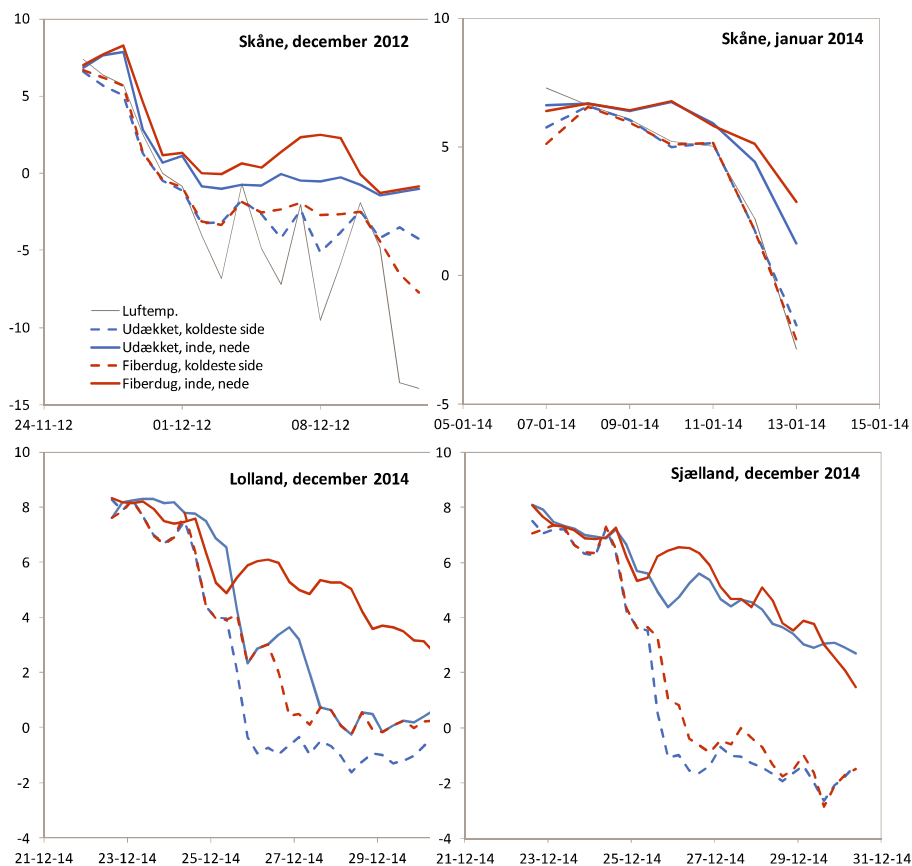 Skåne, december 2012
10
5
0
-5
-10
-15
Luftemp.
Udækket, koldeste side
Udækket, inde, nede
Fiberdug, koldeste side
Fiberdug, inde, nede
24-11-12 01-12-12 08-12-12
Skåne, januar 2014
10
5
0
-5
05-01-14 07-01-14 09-01-14 11-01-14 13-01-14 15-01-14
Lolland, december 2014
10
8
6
4
2
0
-2
-4
21-12-14 23-12-14 25-12-14 27-12-14 29-12-14
Sjælland, december 2014
10
8
6
4
2
0
-2
-4
21-12-14 23-12-14 25-12-14 27-12-14 29-12-14 31-12-14